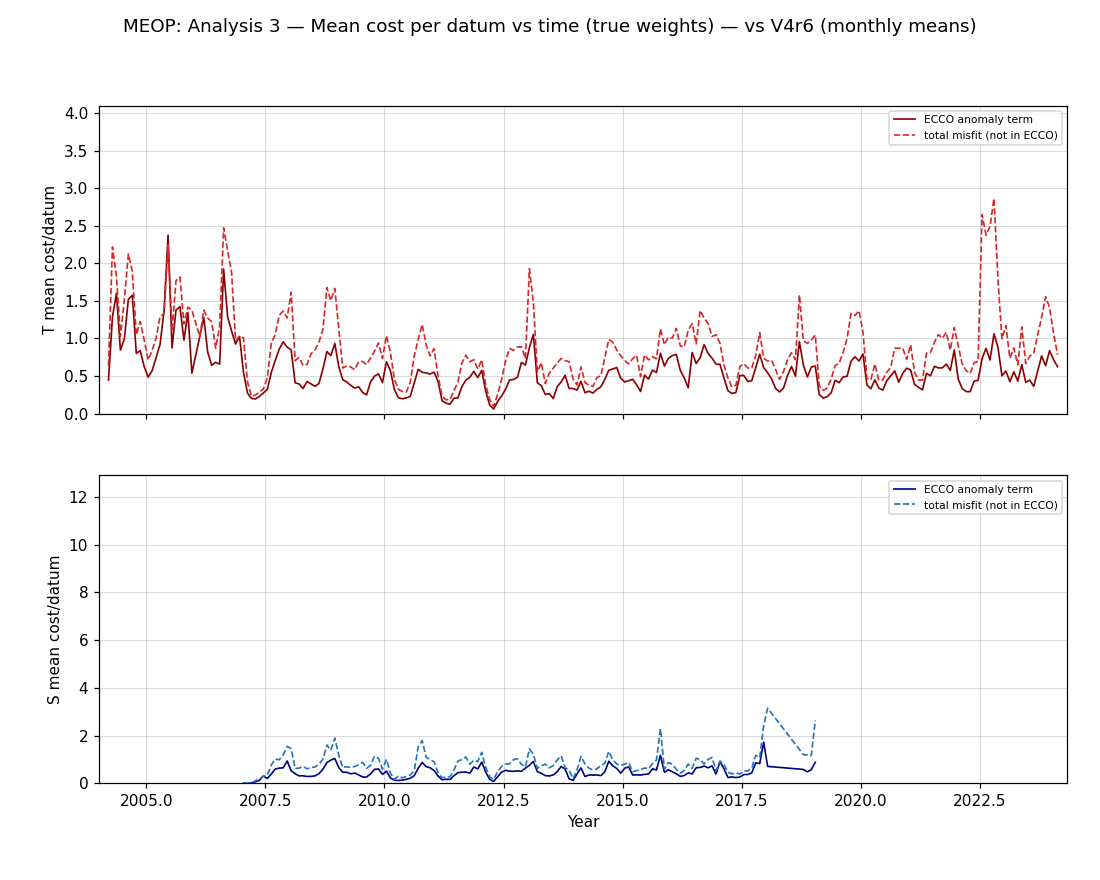 MEOP: Analysis 3 — Mean cost per datum vs time (true weights) — vs V4r6 (monthly means)
4.0
3.5
3.0
2.5
2.0
1.5
1.0
0.5
0.0
T mean cost/datum
ECCO anomaly term
total misfit (not in ECCO)
12
10
8
6
4
2
0
S mean cost/datum
ECCO anomaly term
total misfit (not in ECCO)
2005.0 2007.5 2010.0 2012.5 2015.0 2017.5 2020.0 2022.5
Year